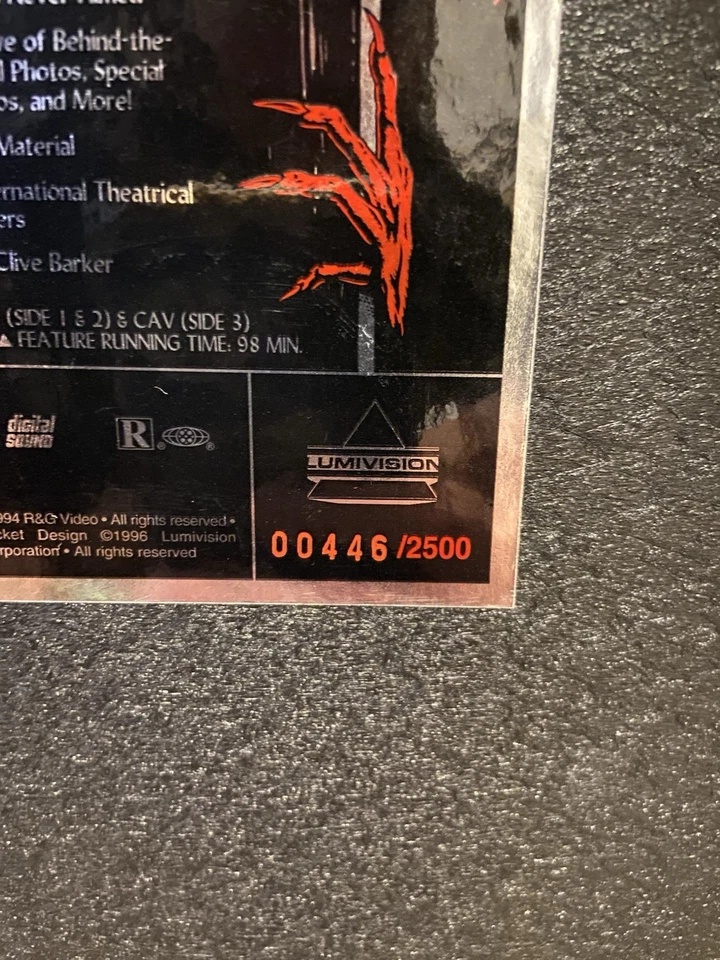 e of Behind-the-
Photos, Special
os, and More!
Material
ernational Theatrical
ers
Clive Barker
(SIDE 1 & 2) & CAV (SIDE 3)
▲ FEATURE RUNNING TIME: 98 MIN.
digital
sound
R ® ®
LUMIVISION
994 R&G Video • All rights reserved •
cket Design ©1996 Lumivision
rporation • All rights reserved
00446/2500